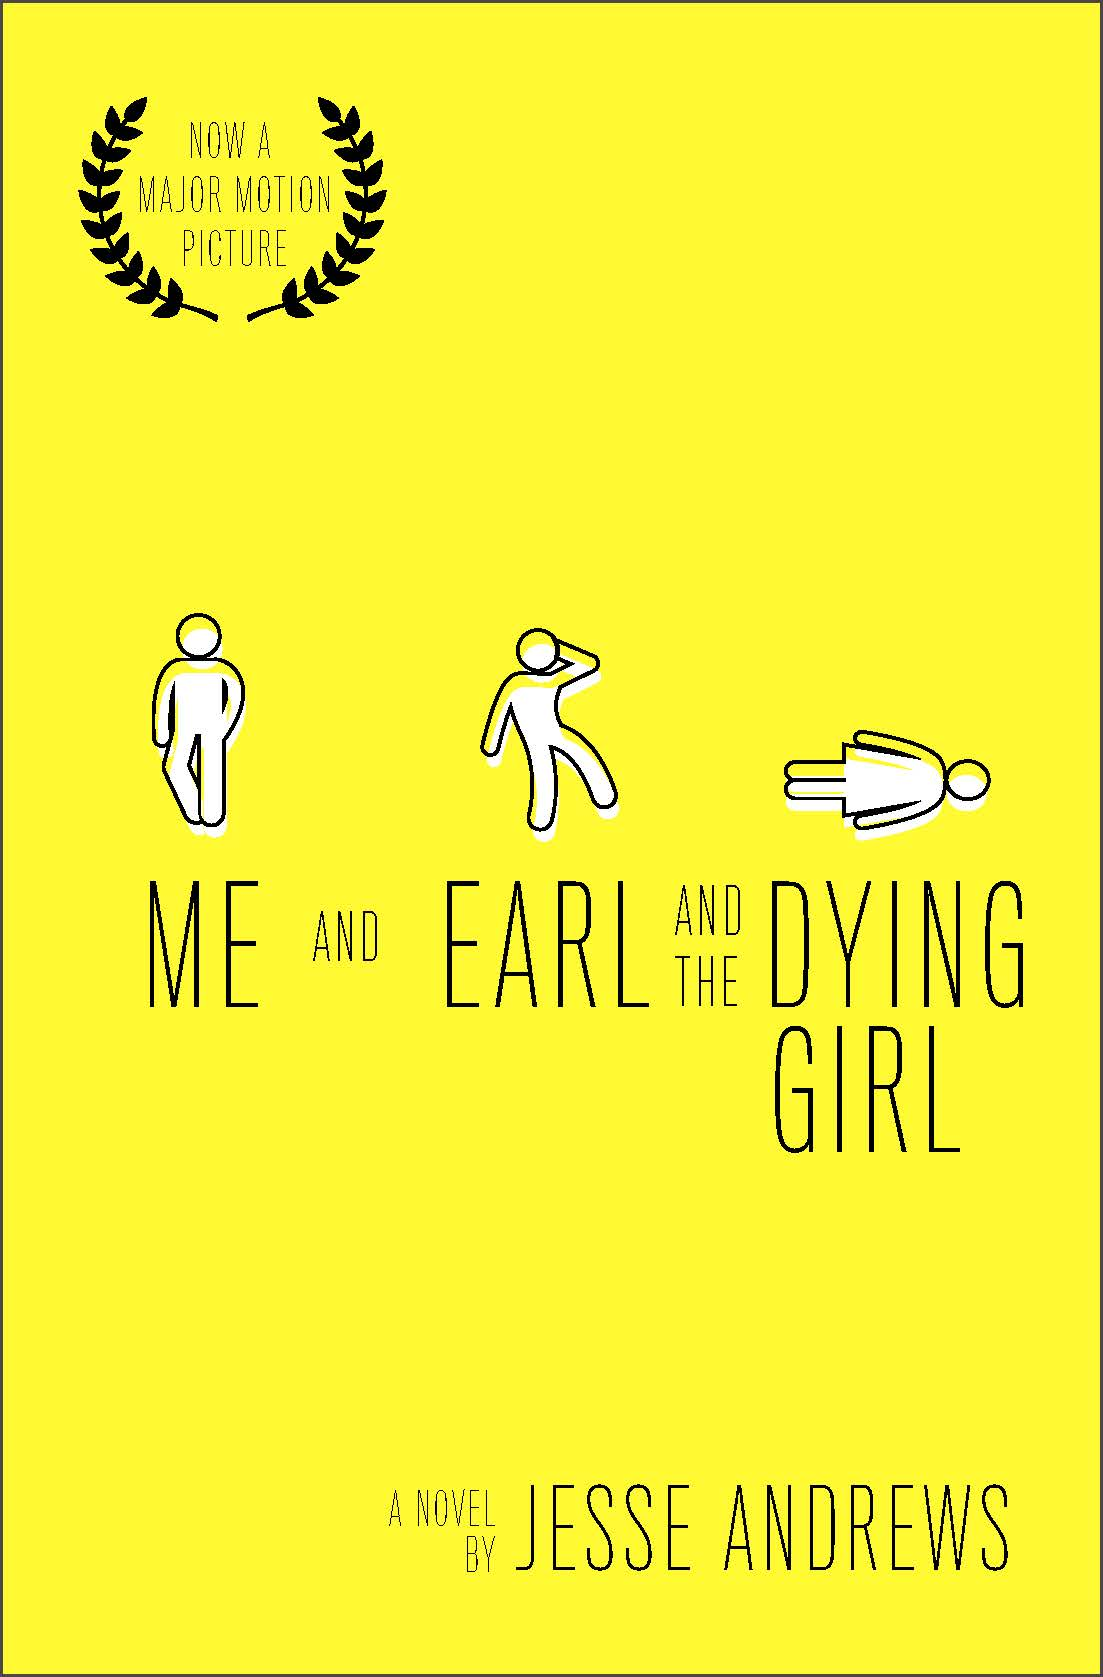 NOW A
MAJOR MOTION
PICTURE
ME AND EARL AND THE DYING
GIRL
A NOVEL
BY JESSE ANDREWS